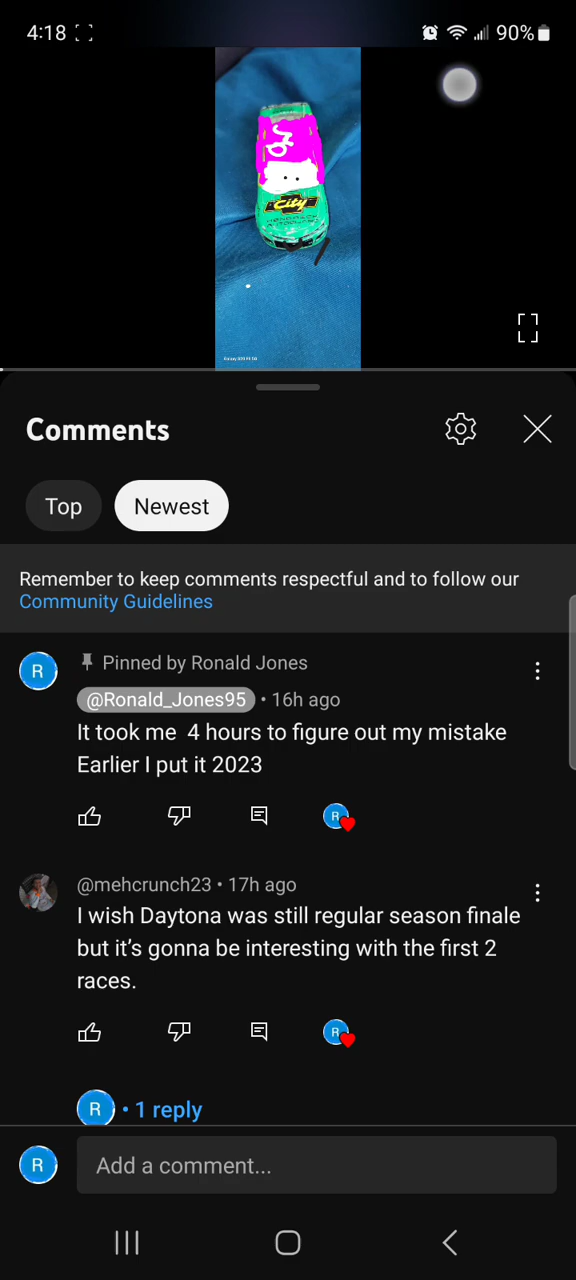 4:18
90%
City
Comments
Top
Newest
Remember to keep comments respectful and to follow our
Community Guidelines
R
Pinned by Ronald Jones
@Ronald_Jones95 • 16h ago
It took me 4 hours to figure out my mistake
Earlier I put it 2023
R
@mehcrunch23 • 17h ago
I wish Daytona was still regular season finale
but it's gonna be interesting with the first 2
races.
R
R • 1 reply
R
Add a comment...